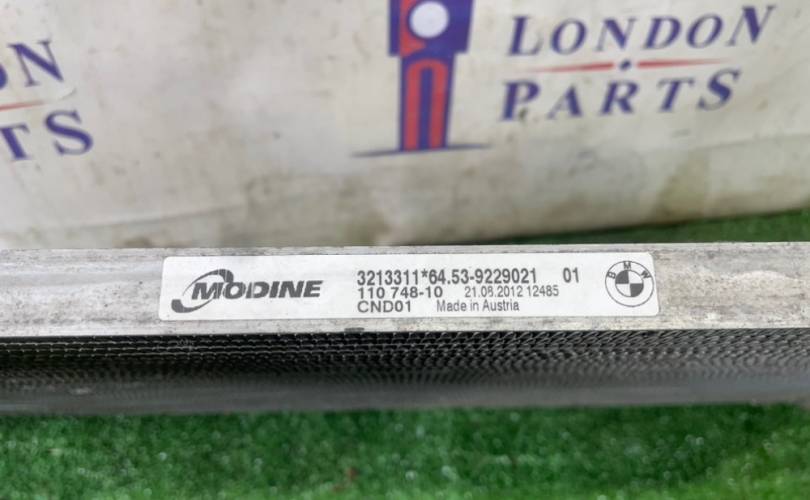 ON
TS
LONDON
PARTS
MODINE
3213311*64.53-9229021 01
110 748-10 21.08.2012 12485
CND01 Made in Austria
BMW